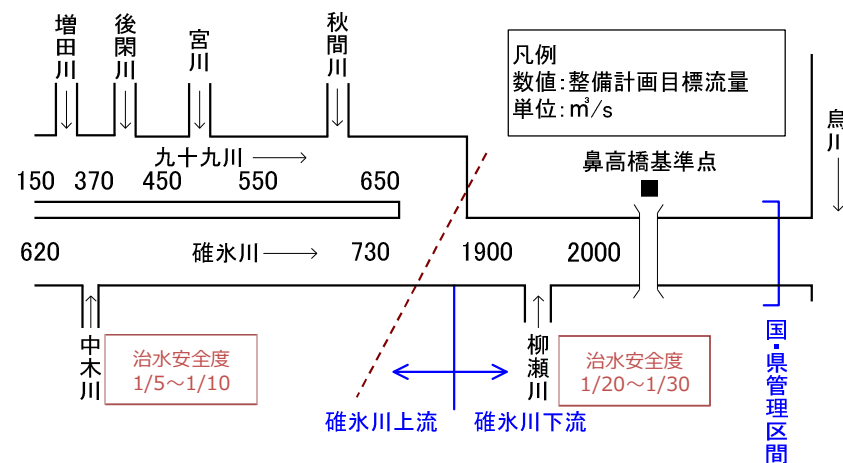 増田川
後閑川
宮川
秋間川
凡例
数値:整備計画目標流量
単位:㎥/s
烏川
九十九川
鼻高橋基準点
150 370 450 550 650
620 碓氷川 730 1900 2000
中木川
治水安全度
1/5～1/10
柳瀬川
治水安全度
1/20～1/30
国・県管理区間
碓氷川上流 碓氷川下流